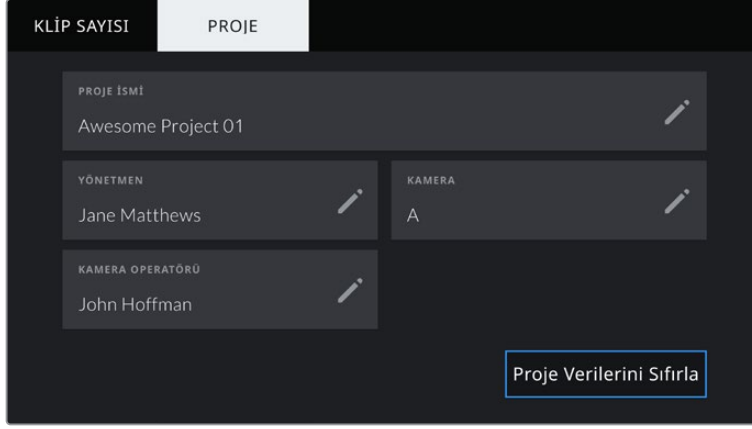 KLİP SAYISI
PROJE
PROJE İSMİ
Awesome Project 01
YÖNETMEN
Jane Matthews
KAMERA
A
KAMERA OPERATÖRÜ
John Hoffman
Proje Verilerini Sıfırla